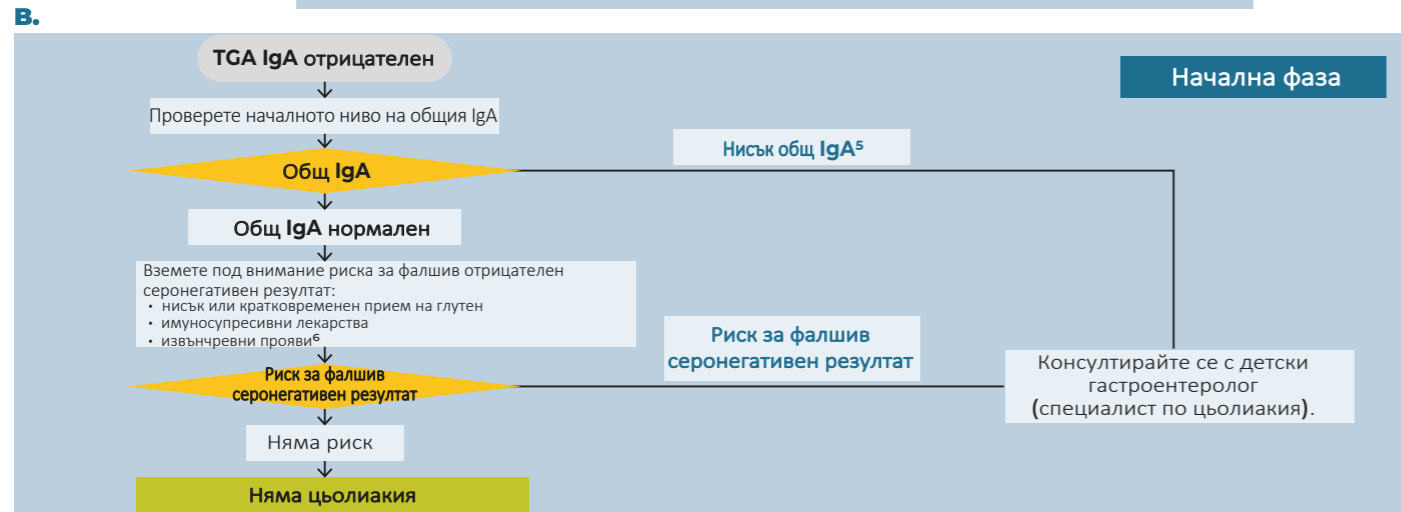 B.
TGA IgA отрицателен
Начална фаза
Проверете началното ниво на общия IgA
Нисък общ IgA⁵
Общ IgA
Общ IgA нормален
Вземете под внимание риска за фалшив отрицателен
серонегативен резултат:
• нисък или кратковременен прием на глутен
• имуносупресивни лекарства
• извънчревни прояви⁶
Риск за фалшив
серонегативен резултат
Консултирайте се с детски
гастроентеролог
(специалист по цьолиакия).
Риск за фалшив
серонегативен резултат
Няма риск
Няма цьолиакия